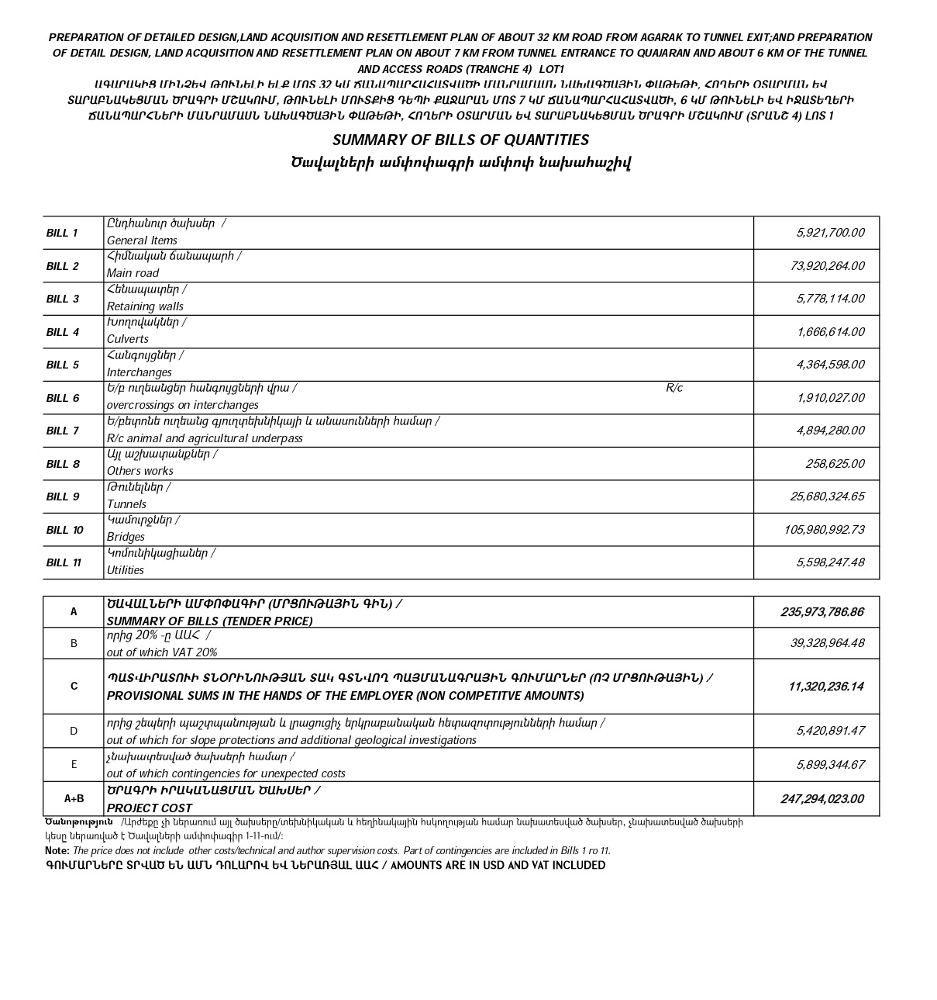 PREPARATION OF DETAILED DESIGN,LAND ACQUISITION AND RESETTLEMENT PLAN OF ABOUT 32 KM ROAD FROM AGARAK TO TUNNEL EXIT;AND PREPARATION
OF DETAIL DESIGN, LAND ACQUISITION AND RESETTLEMENT PLAN ON ABOUT 7 KM FROM TUNNEL ENTRANCE TO QUAJARAN AND ABOUT 6 KM OF THE TUNNEL
AND ACCESS ROADS (TRANCHE 4) LOT1
ԱԳԱՐԱԿԻՑ ՄԻՆՉԵՎ ԹՈՒՆԵԼԻ ԵԼՔ ՄՈՏ 32 ԿՄ ՃԱՆԱՊԱՐՀԱՀԱՏՎԱԾԻ ՄԱՆՐԱՄԱՍՆ ՆԱԽԱԳԾԱՅԻՆ ՓԱԹԵԹԻ, ՀՈՂԵՐԻ ՕՏԱՐՄԱՆ ԵՎ
ՏԱՐԱԲՆԱԿԵՑՄԱՆ ԾՐԱԳՐԻ ՄՇԱԿՈՒՄ, ԹՈՒՆԵԼԻ ՄՈՒՏՔԻՑ ԴԵՊԻ ՔԱՋԱՐԱՆ ՄՈՏ 7 ԿՄ ՃԱՆԱՊԱՐՀԱՀԱՏՎԱԾԻ, 6 ԿՄ ԹՈՒՆԵԼԻ ԵՎ ԻՋԱՏԵՂԵՐԻ
ՃԱՆԱՊԱՐՀՆԵՐԻ ՄԱՆՐԱՄԱՍՆ ՆԱԽԱԳԾԱՅԻՆ ՓԱԹԵԹԻ, ՀՈՂԵՐԻ ՕՏԱՐՄԱՆ ԵՎ ՏԱՐԱԲՆԱԿԵՑՄԱՆ ԾՐԱԳՐԻ ՄՇԱԿՈՒՄ (ՏՐԱՆՇ 4) ԼՈՏ 1
SUMMARY OF BILLS OF QUANTITIES
Ծավալների ամփոփագրի ամփոփ նախահաշիվ
BILL 1 Ընդհանուր ծախսեր / General Items 5,921,700.00
BILL 2 Հիմնական ճանապարհ / Main road 73,920,264.00
BILL 3 Հենապատեր / Retaining walls 5,778,114.00
BILL 4 Խողովակներ / Culverts 1,666,614.00
BILL 5 Հանգույցներ / Interchanges 4,364,598.00
BILL 6 Ե/բ ուղեանցեր հանգույցների վրա / R/c overcrossings on interchanges 1,910,027.00
BILL 7 Ե/բետոնե ուղեանց գյուղտեխնիկայի և անասունների համար / R/c animal and agricultural underpass 4,894,280.00
BILL 8 Այլ աշխատանքներ / Others works 258,625.00
BILL 9 Թունելներ / Tunnels 25,680,324.65
BILL 10 Կամուրջներ / Bridges 105,980,992.73
BILL 11 Կոմունիկացիաներ / Utilities 5,598,247.48
A ԾԱՎԱԼՆԵՐԻ ԱՄՓՈՓԱԳԻՐ (ՄՐՑՈՒԹԱՅԻՆ ԳԻՆ) / SUMMARY OF BILLS (TENDER PRICE) 235,973,786.86
B որից 20% -ը ԱԱՀ / out of which VAT 20% 39,328,964.48
C ՊԱՏՎԻՐԱՏՈՒԻ ՏՆՕՐԻՆՈՒԹՅԱՆ ՏԱԿ ԳՏՆՎՈՂ ՊԱՅՄԱՆԱԳՐԱՅԻՆ ԳՈՒՄԱՐՆԵՐ (ՈՉ ՄՐՑՈՒԹԱՅԻՆ) / PROVISIONAL SUMS IN THE HANDS OF THE EMPLOYER (NON COMPETITVE AMOUNTS) 11,320,236.14
D որից շեպերի պաշտպանության և լրացուցիչ երկրաբանական հետազոտությունների համար / out of which for slope protections and additional geological investigations 5,420,891.47
E չնախատեսված ծախսերի համար / out of which contingencies for unexpected costs 5,899,344.67
A+B ԾՐԱԳՐԻ ԻՐԱԿԱՆԱՑՄԱՆ ԾԱԽՍԵՐ / PROJECT COST 247,294,023.00
Ծանոթություն /Արժեքը չի ներառում այլ ծախսերը/տեխնիկական և հեղինակային հսկողության համար նախատեսված ծախսեր, չնախատեսված ծախսերի
կեսը ներառված է Ծավալների ամփոփագիր 1-11-ում/:
Note: The price does not include other costs/technical and author supervision costs. Part of contingencies are included in Bills 1 ro 11.
ԳՈՒՄԱՐՆԵՐԸ ՏՐՎԱԾ ԵՆ ԱՄՆ ԴՈԼԱՐՈՎ ԵՎ ՆԵՐԱՌՅԱԼ ԱԱՀ / AMOUNTS ARE IN USD AND VAT INCLUDED